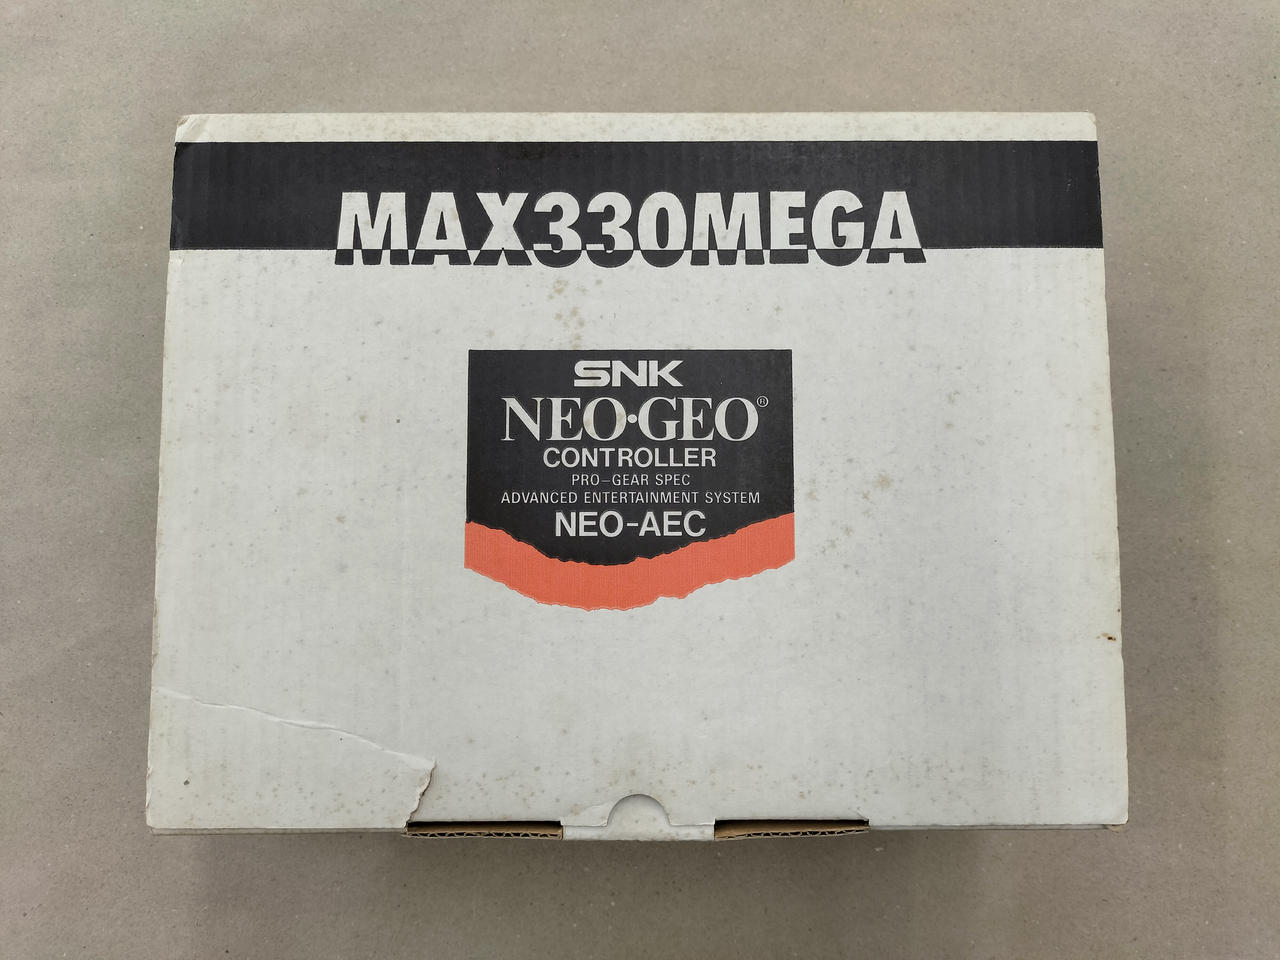 MAX330MEGA
SNK
NEO·GEO®
CONTROLLER
PRO-GEAR SPEC
ADVANCED ENTERTAINMENT SYSTEM
NEO-AEC